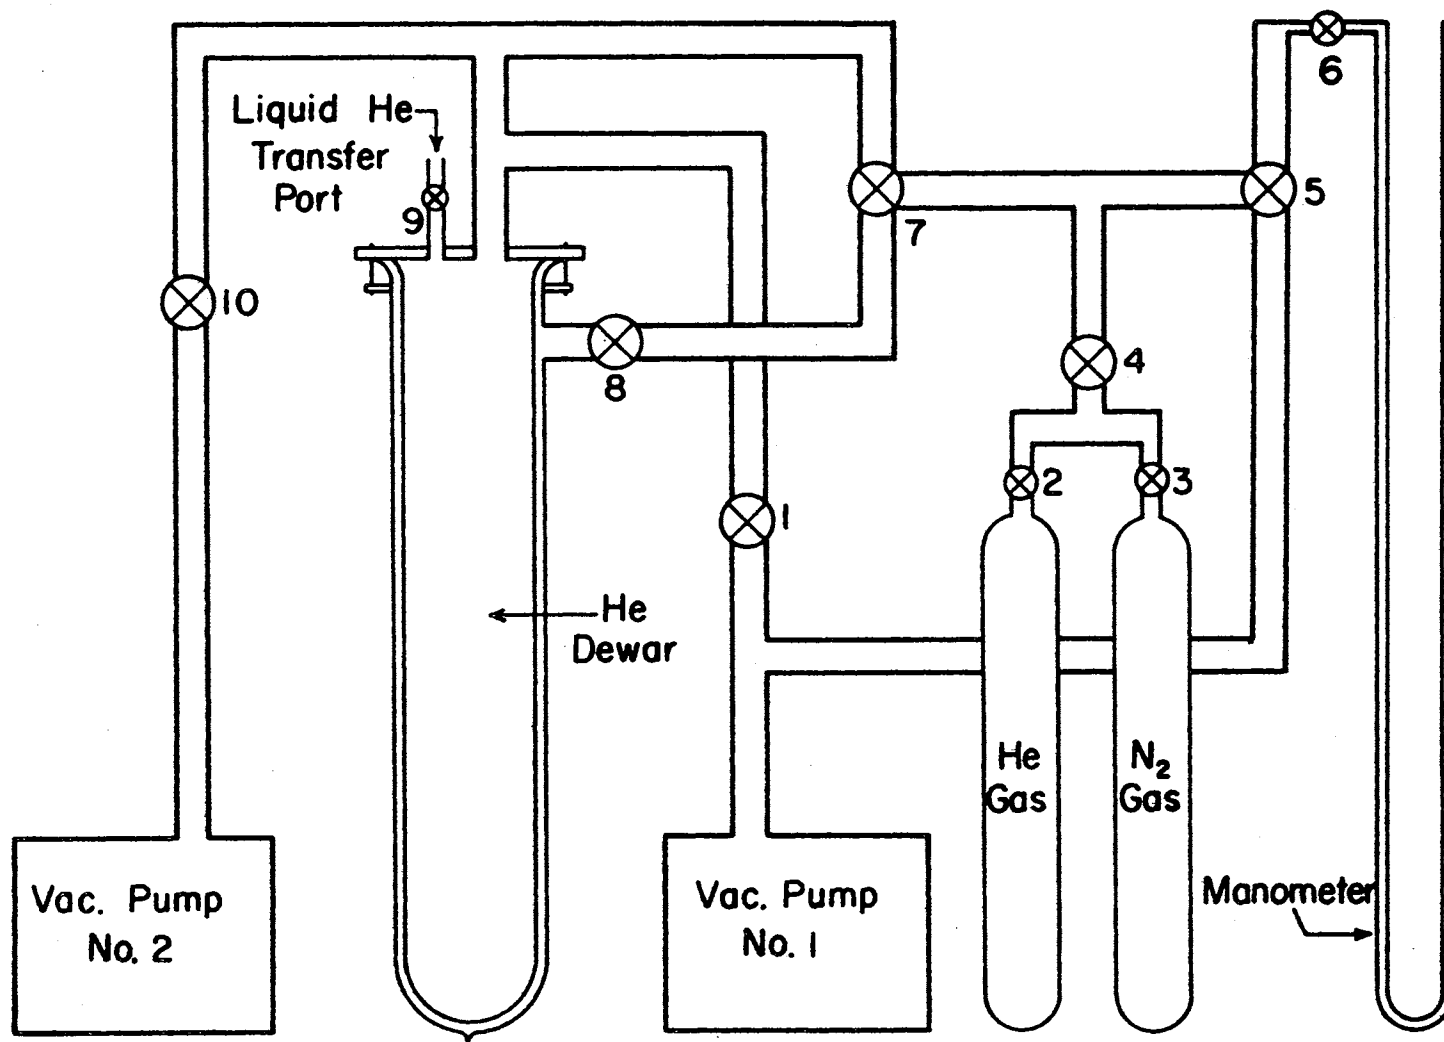 Liquid He
Transfer
Port
9
10
8
7
6
5
4
2
3
1
He
Dewar
He
Gas
N₂
Gas
Vac. Pump
No. 2
Vac. Pump
No. 1
Manometer